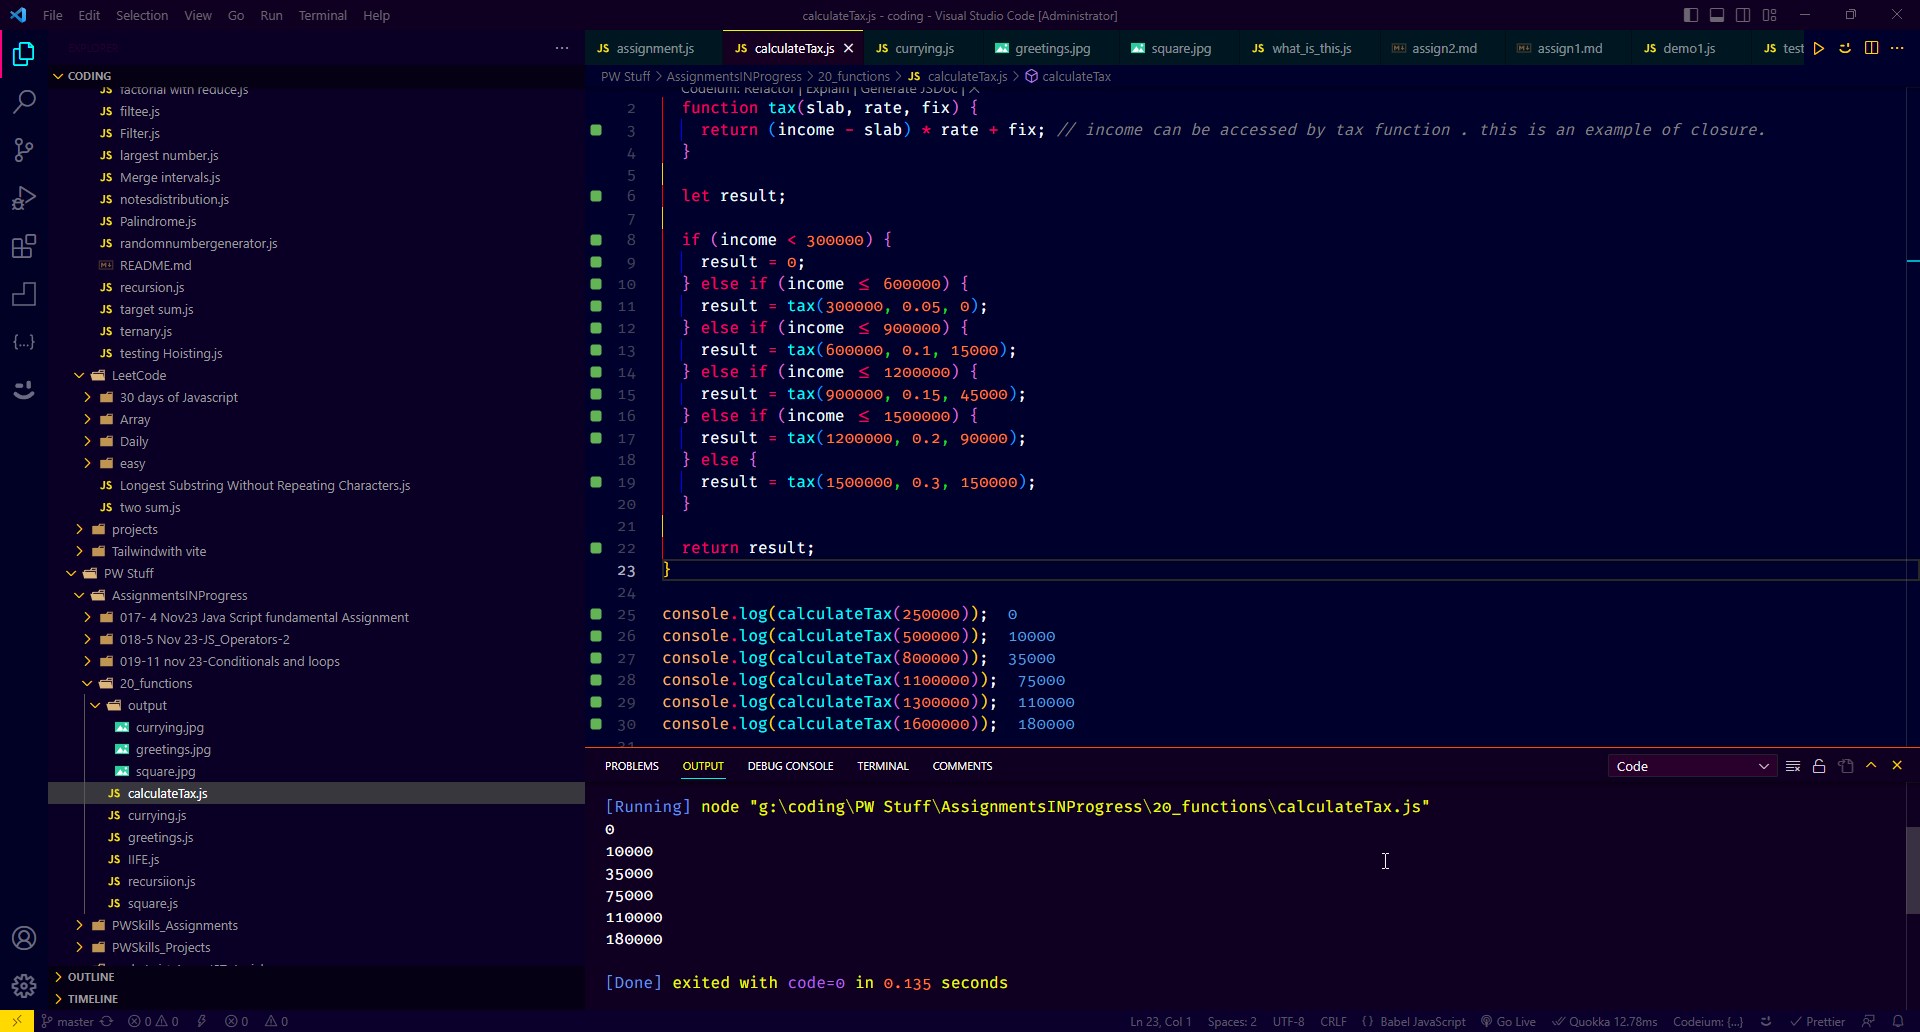 File Edit Selection View Go Run Terminal Help
calculateTax.js - coding - Visual Studio Code [Administrator]
assignment.js
calculateTax.js
currying.js
greetings.jpg
square.jpg
what_is_this.js
assign2.md
assign1.md
demo1.js
test
CODING
factorial with reduce.js
filtee.js
Filter.js
largest number.js
Merge intervals.js
notesdistribution.js
Palindrome.js
randomnumbergenerator.js
README.md
recursion.js
target sum.js
ternary.js
testing Hoisting.js
LeetCode
30 days of Javascript
Array
Daily
easy
Longest Substring Without Repeating Characters.js
two sum.js
projects
Tailwindwith vite
PW Stuff
AssignmentsINProgress
017- 4 Nov23 Java Script fundamental Assignment
018-5 Nov 23-JS_Operators-2
019-11 nov 23-Conditionals and loops
20_functions
output
currying.jpg
greetings.jpg
square.jpg
calculateTax.js
currying.js
greetings.js
IIFE.js
recursiion.js
square.js
PWSkills_Assignments
PWSkills_Projects
OUTLINE
TIMELINE
PW Stuff > AssignmentsINProgress > 20_functions > JS calculateTax.js > calculateTax
Codeium: Refactor | Explain | Generate JSDoc | X
2 function tax(slab, rate, fix) {
3 return (income - slab) * rate + fix; // income can be accessed by tax function . this is an example of closure.
4 }
5
6 let result;
7
8 if (income < 300000) {
9 result = 0;
10 } else if (income ≤ 600000) {
11 result = tax(300000, 0.05, 0);
12 } else if (income ≤ 900000) {
13 result = tax(600000, 0.1, 15000);
14 } else if (income ≤ 1200000) {
15 result = tax(900000, 0.15, 45000);
16 } else if (income ≤ 1500000) {
17 result = tax(1200000, 0.2, 90000);
18 } else {
19 result = tax(1500000, 0.3, 150000);
20 }
21
22 return result;
23 }
24
25 console.log(calculateTax(250000)); 0
26 console.log(calculateTax(500000)); 10000
27 console.log(calculateTax(800000)); 35000
28 console.log(calculateTax(1100000)); 75000
29 console.log(calculateTax(1300000)); 110000
30 console.log(calculateTax(1600000)); 180000
31
PROBLEMS OUTPUT DEBUG CONSOLE TERMINAL COMMENTS
Code
[Running] node "g:\coding\PW Stuff\AssignmentsINProgress\20_functions\calculateTax.js"
0
10000
35000
75000
110000
180000
[Done] exited with code=0 in 0.135 seconds
master 0 0 0 0
Ln 23, Col 1 Spaces: 2 UTF-8 CRLF {} Babel JavaScript Go Live Quokka 12.78ms Codeium: {...} Prettier